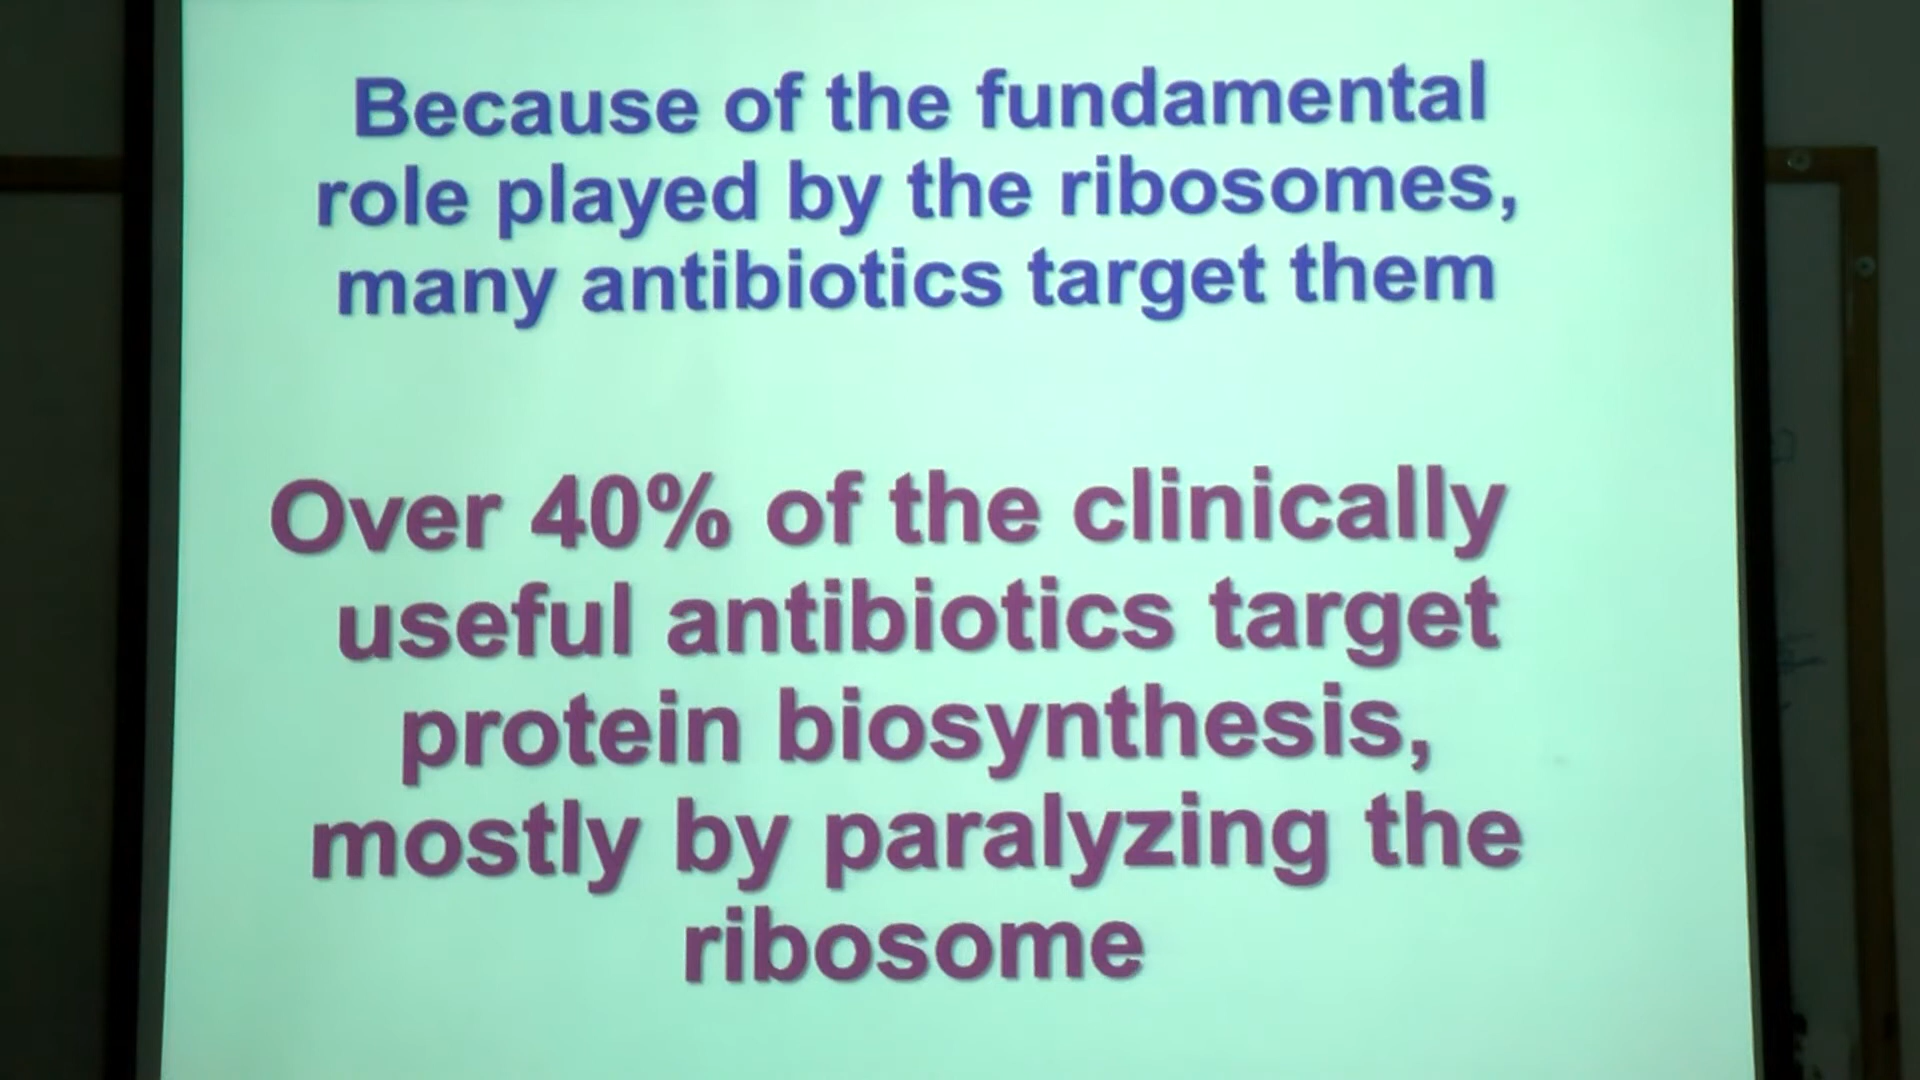 Because of the fundamental
role played by the ribosomes,
many antibiotics target them
Over 40% of the clinically
useful antibiotics target
protein biosynthesis,
mostly by paralyzing the
ribosome